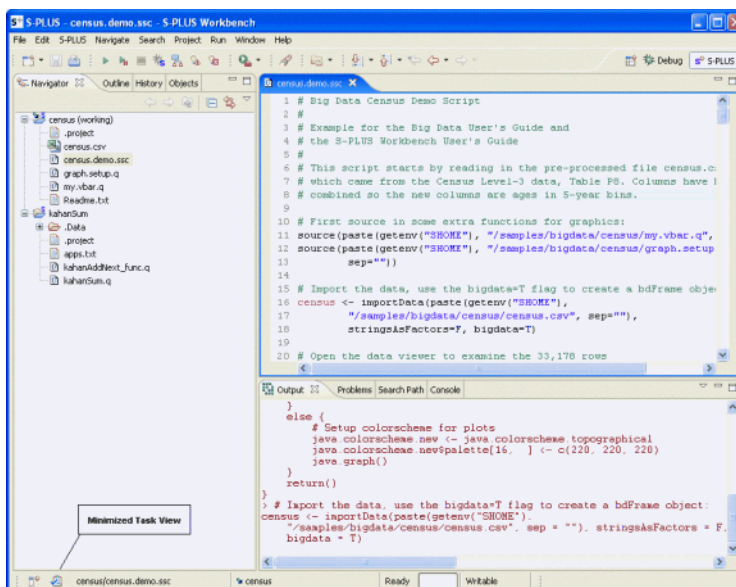 S-PLUS - census.demo.ssc - S-PLUS Workbench
File Edit S-PLUS Navigate Search Project Run Window Help
Debug S-PLUS
Navigator Outline History Objects
census (working)
.project
census.csv
census.demo.ssc
graph.setup.q
my.vbar.q
Readme.txt
kahanSum
.Data
.project
apps.txt
kahanAddNext_func.q
kahanSum.q
Minimized Task View
census.demo.ssc
1 # Big Data Census Demo Script
2 #
3 # Example for the Big Data User's Guide and
4 # the S-PLUS Workbench User's Guide
5 #
6 # This script starts by reading in the pre-processed file census.cs
7 # which came from the Census Level-3 data, Table P8. Columns have
8 # combined so the new columns are ages in 5-year bins.
9
10 # First source in some extra functions for graphics:
11 source(paste(getenv("SHOME"), "/samples/bigdata/census/my.vbar.q",
12 source(paste(getenv("SHOME"), "/samples/bigdata/census/graph.setup
13 sep=""))
14
15 # Import the data, use the bigdata=T flag to create a bdFrame objec
16 census <- importData(paste(getenv("SHOME"),
17 "/samples/bigdata/census/census.csv", sep=""),
18 stringsAsFactors=F, bigdata=T)
19
20 # Open the data viewer to examine the 33,178 rows
Output Problems Search Path Console
}
else {
# Setup colorscheme for plots
java.colorscheme.new <- java.colorscheme.topographical
java.colorscheme.new$palette[16, ] <- c(220, 220, 220)
java.graph()
}
return()
}
> # Import the data, use the bigdata=T flag to create a bdFrame object:
census <- importData(paste(getenv("SHOME"),
"/samples/bigdata/census/census.csv", sep = ""), stringsAsFactors = F,
bigdata = T)
census/census.demo.ssc census Ready Writable